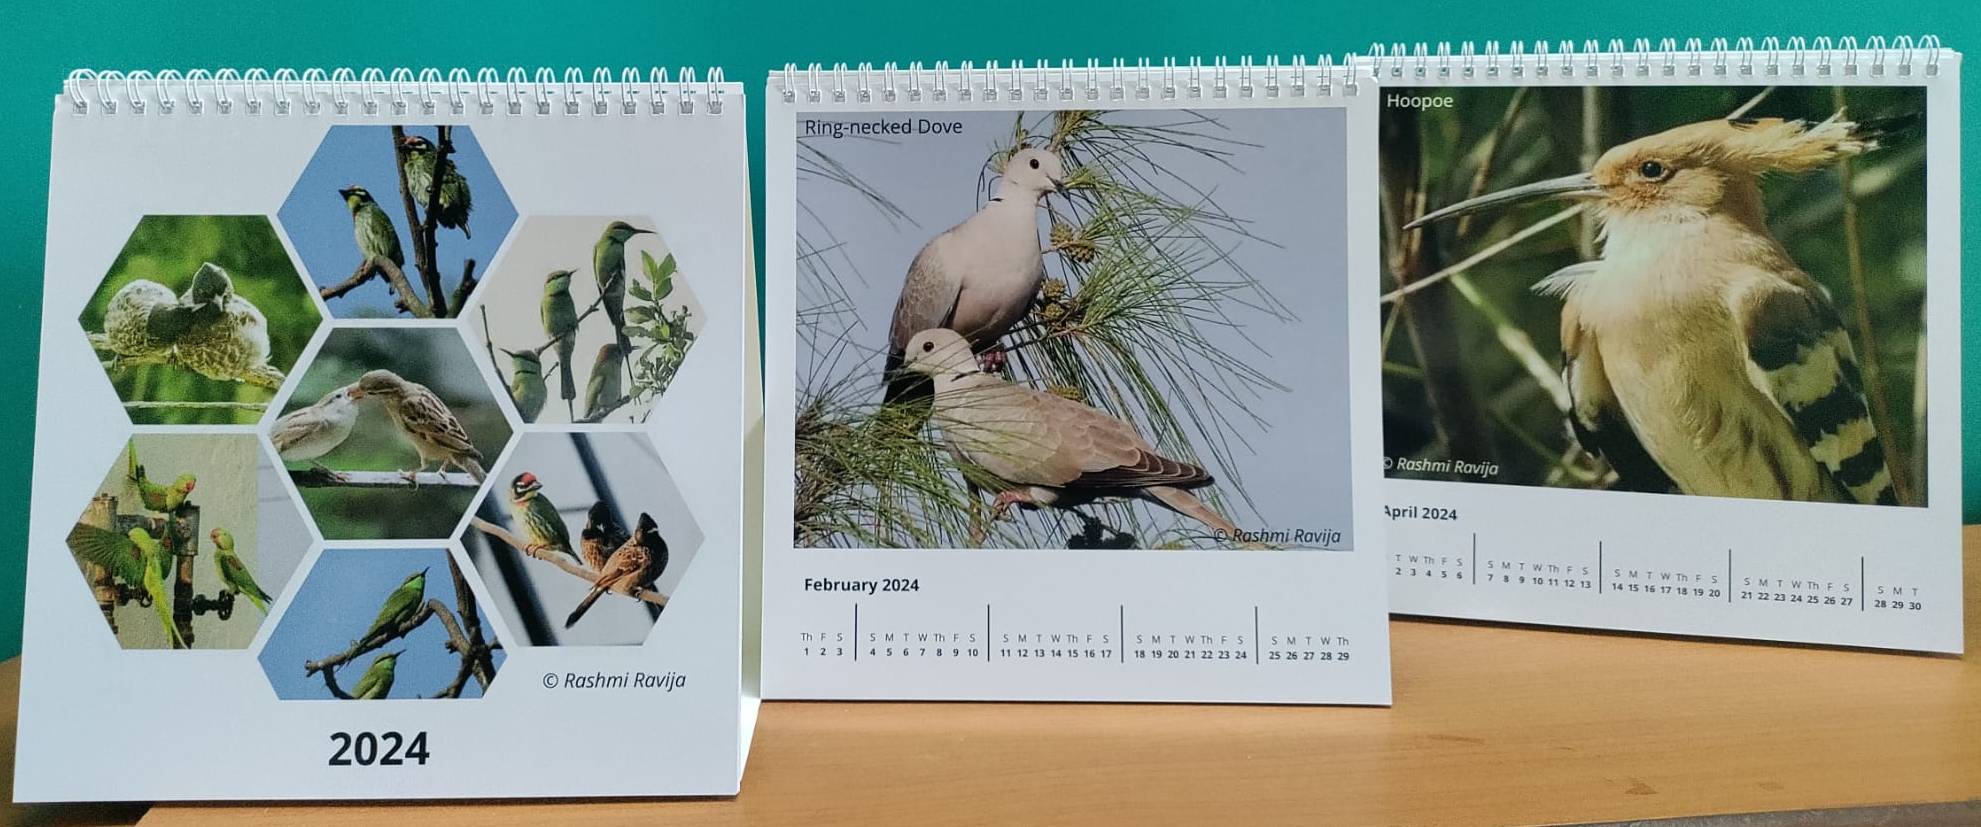 © Rashmi Ravija
2024
Ring-necked Dove
© Rashmi Ravija
February 2024
Th F S S M T W Th F S S M T W Th F S S M T W Th F S S M T W Th
1 2 3 4 5 6 7 8 9 10 11 12 13 14 15 16 17 18 19 20 21 22 23 24 25 26 27 28 29
Hoopoe
© Rashmi Ravija
April 2024
T W Th F S S M T W Th F S S M T W Th F S S M T W Th F S S M T
2 3 4 5 6 7 8 9 10 11 12 13 14 15 16 17 18 19 20 21 22 23 24 25 26 27 28 29 30